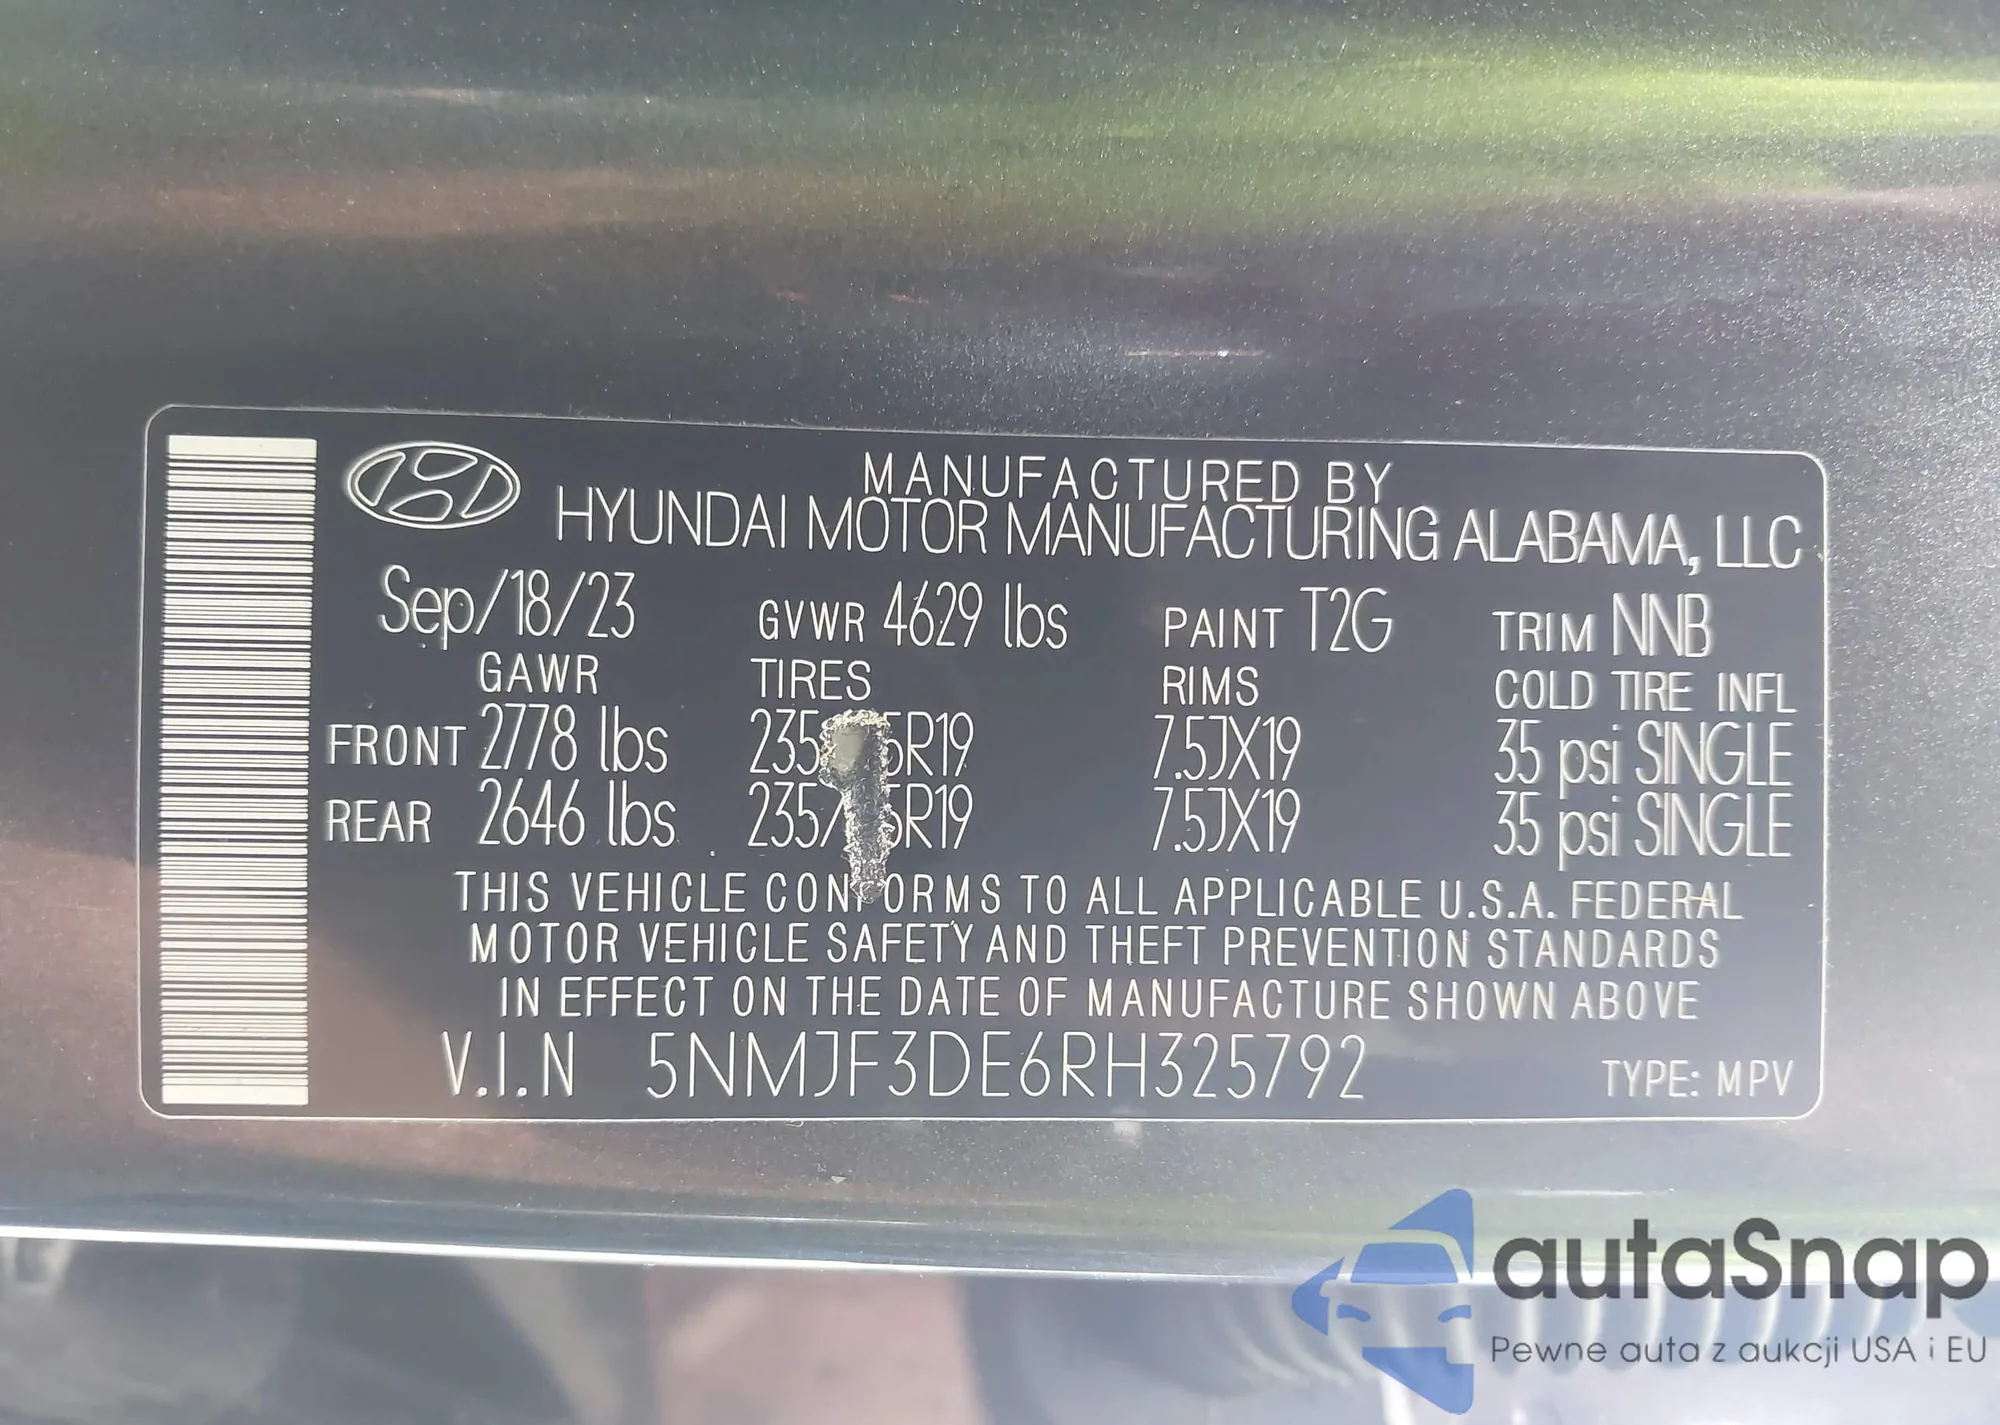 MANUFACTURED BY
HYUNDAI MOTOR MANUFACTURING ALABAMA, LLC
Sep/18/23 GVWR 4629 lbs PAINT T2G TRIM NNB
GAWR TIRES RIMS COLD TIRE INFL
FRONT 2778 lbs 7.5JX19 35 psi SINGLE
REAR 2646 lbs 7.5JX19 35 psi SINGLE
THIS VEHICLE CONFORMS TO ALL APPLICABLE U.S.A. FEDERAL
MOTOR VEHICLE SAFETY AND THEFT PREVENTION STANDARDS
IN EFFECT ON THE DATE OF MANUFACTURE SHOWN ABOVE
V.I.N 5NMJF3DE6RH325792 TYPE: MPV
autaSnap
Pewne auta z aukcji USA i EU